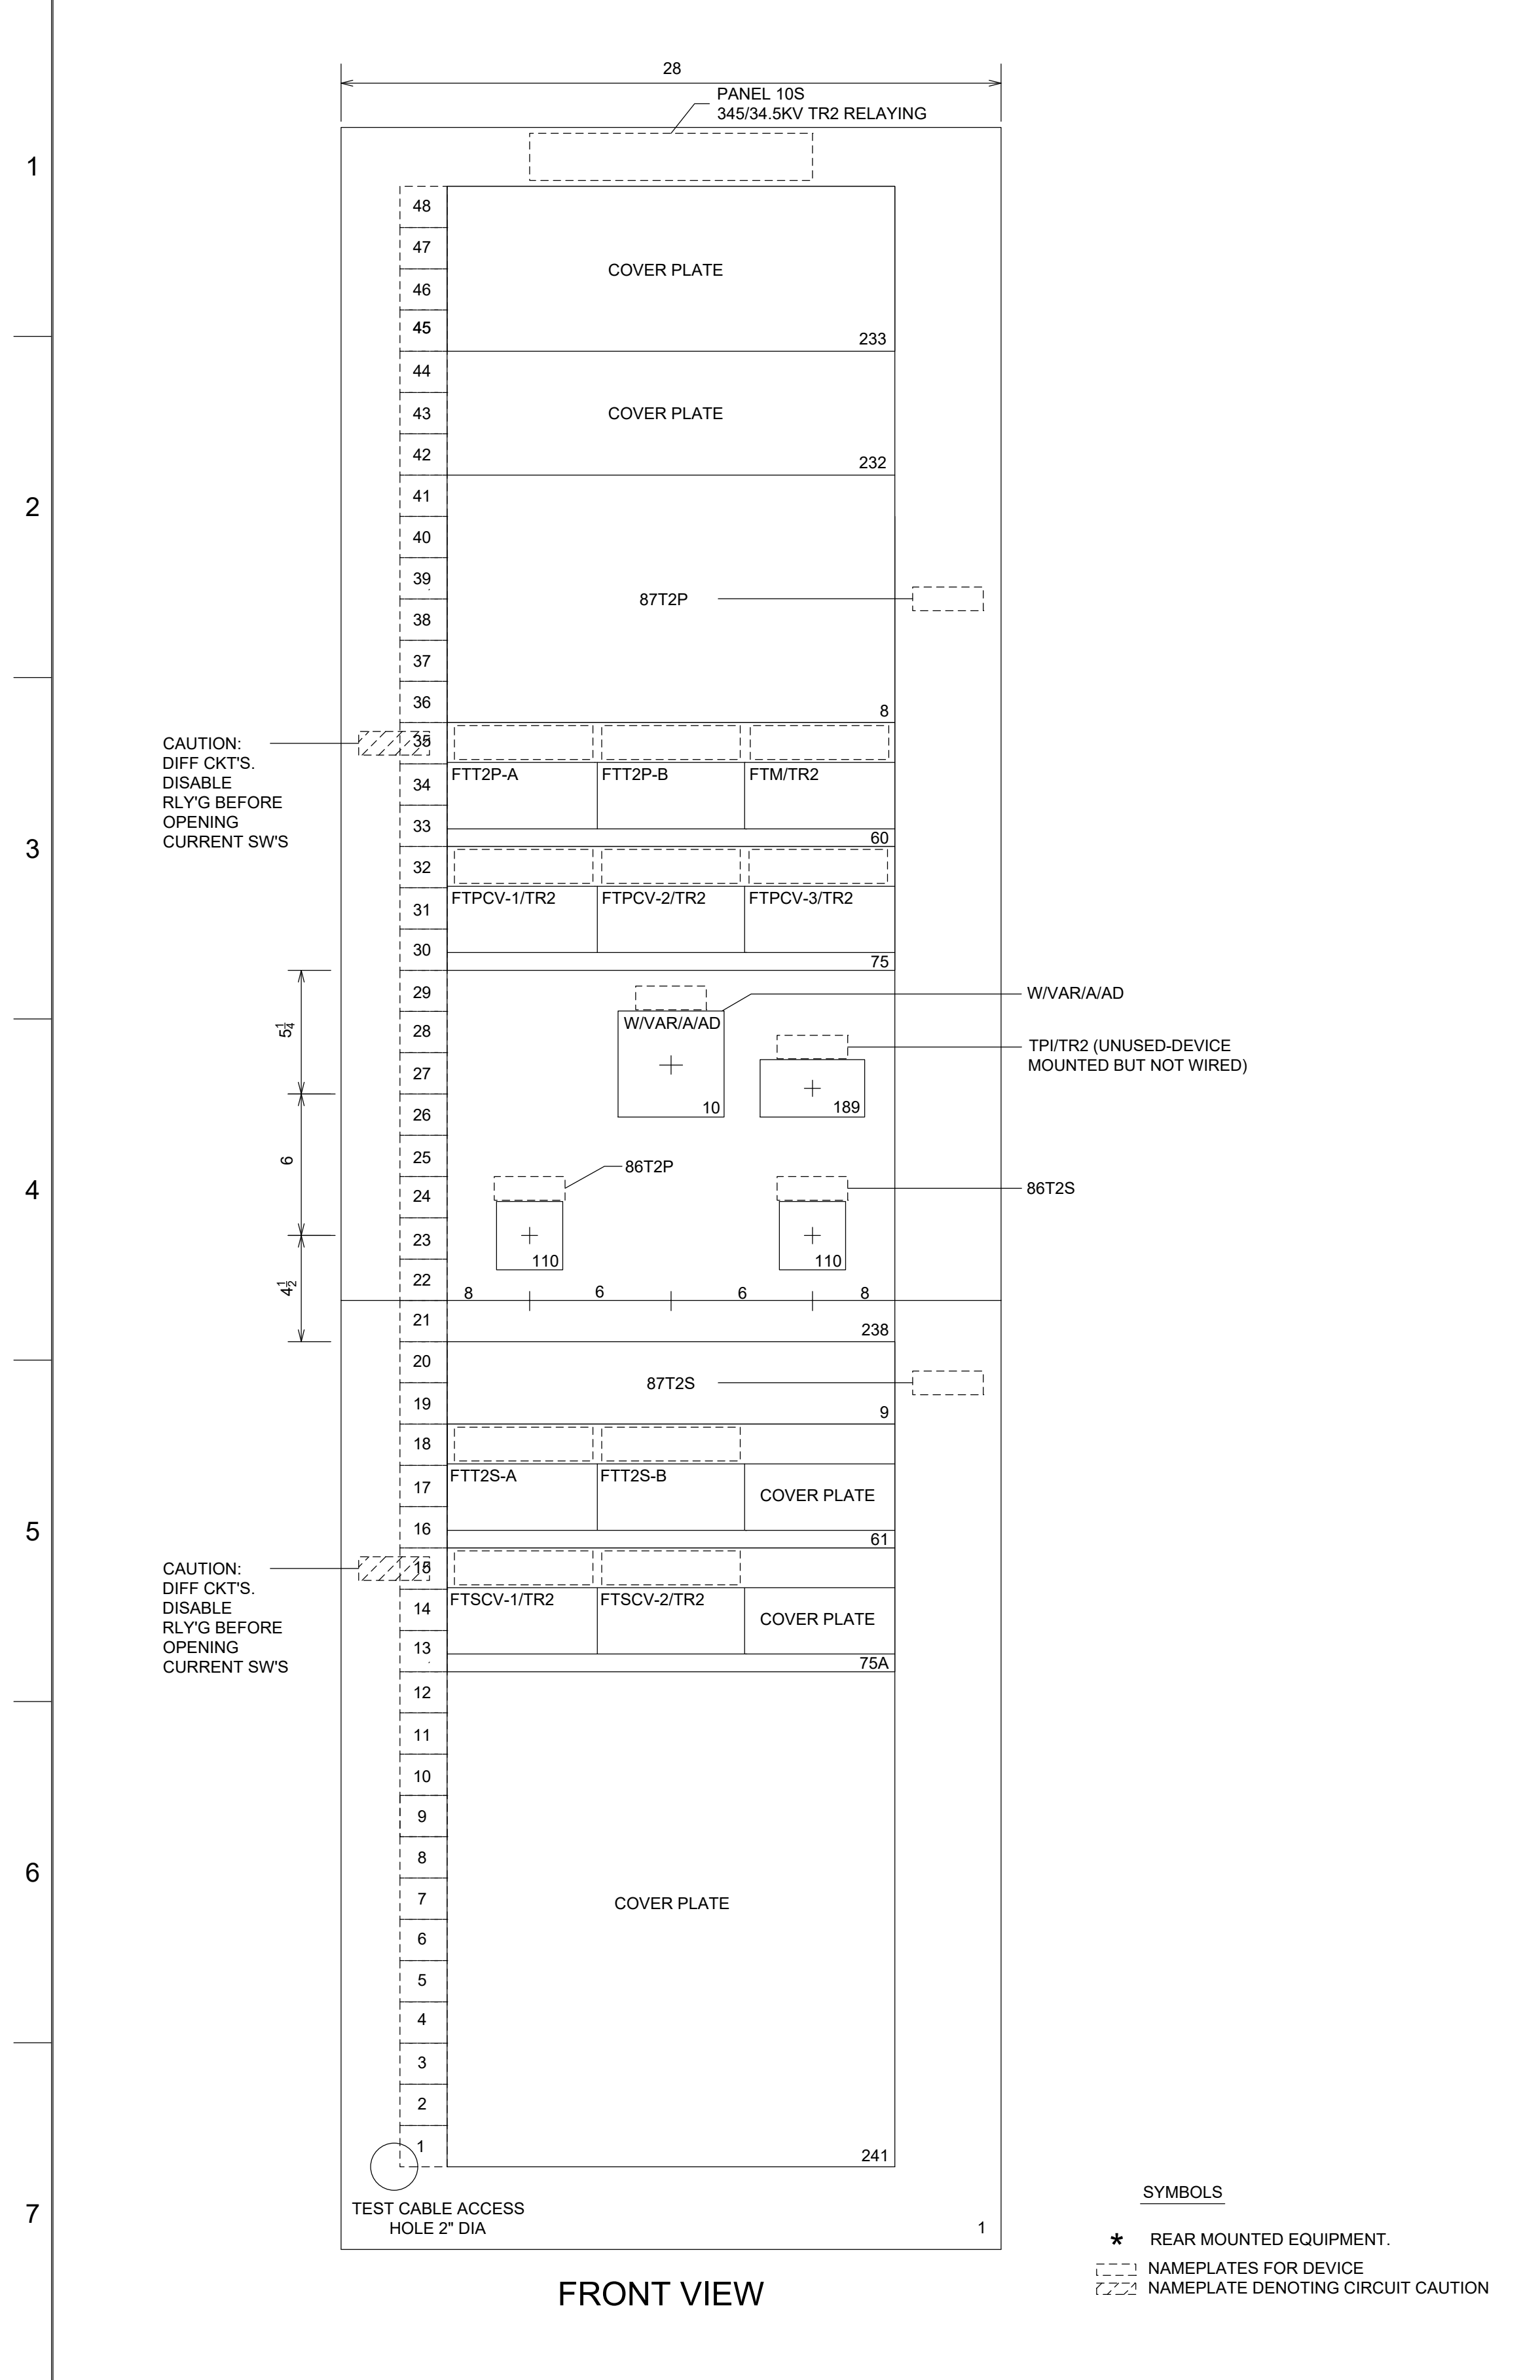 28
PANEL 10S
345/34.5KV TR2 RELAYING
1
48
47
COVER PLATE
46
45
233
44
43
COVER PLATE
42
232
41
2
40
39
87T2P
38
37
36
8
CAUTION:
DIFF CKT'S.
DISABLE
RLY'G BEFORE
OPENING
CURRENT SW'S
35
34
FTT2P-A
FTT2P-B
FTM/TR2
33
60
3
32
31
FTPCV-1/TR2
FTPCV-2/TR2
FTPCV-3/TR2
30
75
29
W/VAR/A/AD
5 1/4
28
W/VAR/A/AD
TPI/TR2 (UNUSED-DEVICE
MOUNTED BUT NOT WIRED)
27
10
189
26
6
25
86T2P
4
24
86T2S
23
110
110
4 1/2
22
8
6
6
8
21
238
20
87T2S
19
9
18
17
FTT2S-A
FTT2S-B
COVER PLATE
16
61
5
CAUTION:
DIFF CKT'S.
DISABLE
RLY'G BEFORE
OPENING
CURRENT SW'S
15
14
FTSCV-1/TR2
FTSCV-2/TR2
COVER PLATE
13
75A
12
11
10
9
8
6
7
COVER PLATE
6
5
4
3
2
1
241
TEST CABLE ACCESS
HOLE 2" DIA
7
1
SYMBOLS
* REAR MOUNTED EQUIPMENT.
NAMEPLATES FOR DEVICE
NAMEPLATE DENOTING CIRCUIT CAUTION
FRONT VIEW